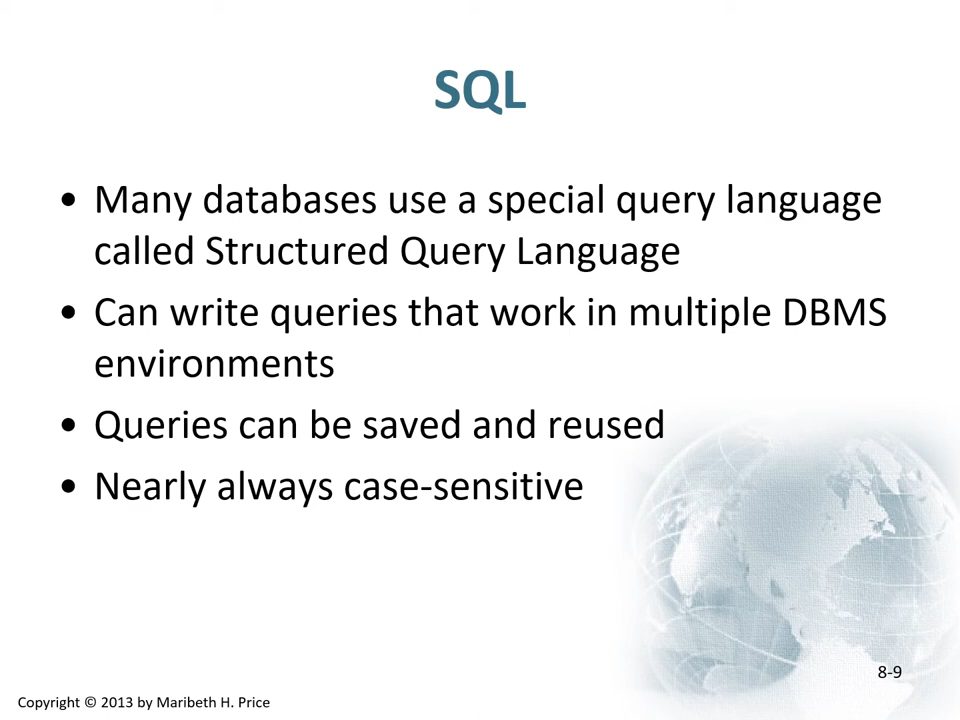 SQL
• Many databases use a special query language
called Structured Query Language
• Can write queries that work in multiple DBMS
environments
• Queries can be saved and reused
• Nearly always case-sensitive
8-9
Copyright © 2013 by Maribeth H. Price